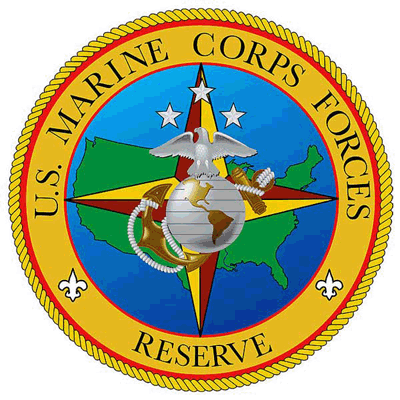 U.S. MARINE CORPS FORCES
RESERVE